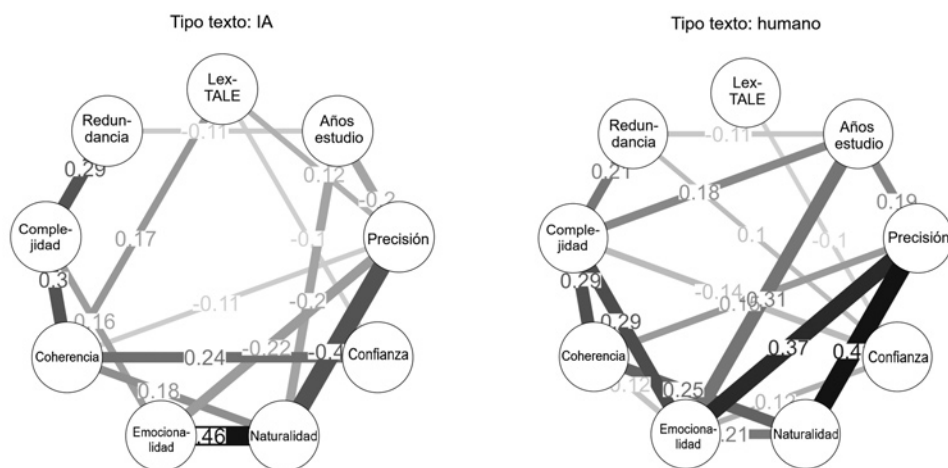 Tipo texto: IA
Lex-
TALE
Redun-
dancia
Años
estudio
-0.11
0.29
0.12
-0.2
Comple-
jidad
0.17
Precisión
-0.1
0.3
-0.11
-0.2
0.16
-0.22
-0.4
Coherencia
0.24
Confianza
0.18
Emociona-
lidad
.46
Naturalidad
Tipo texto: humano
Lex-
TALE
Redun-
dancia
Años
estudio
-0.11
0.21
0.18
0.19
Comple-
jidad
0.1
Precisión
-0.1
0.29
-0.14
0.31
0.29
0.37
0.4
Coherencia
Confianza
0.25
0.12
0.12
Emociona-
lidad
0.21
Naturalidad